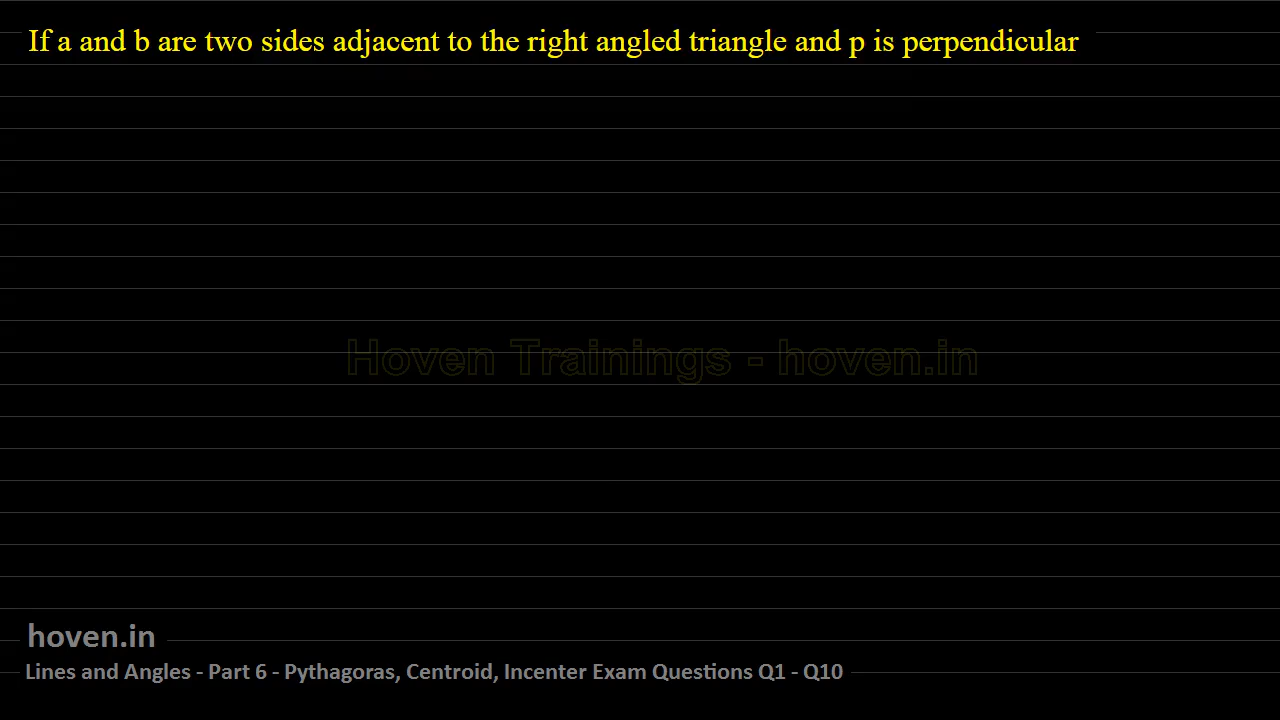 If a and b are two sides adjacent to the right angled triangle and p is perpendicular
Hoven Trainings - hoven.in
hoven.in
Lines and Angles - Part 6 - Pythagoras, Centroid, Incenter Exam Questions Q1 - Q10